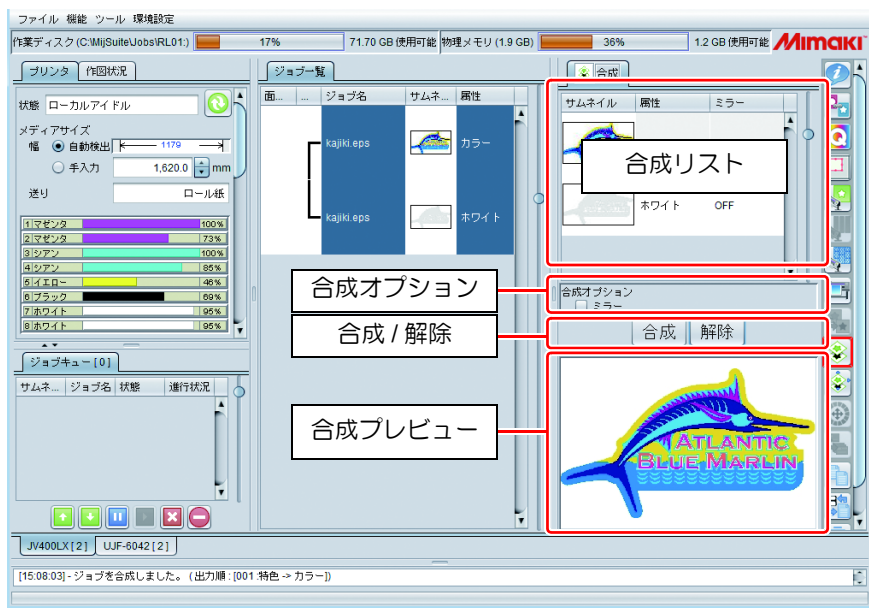 ファイル 機能 ツール 環境設定
作業ディスク (C:\MijSuite\Jobs\RL01:) 17% 71.70 GB 使用可能 物理メモリ (1.9 GB) 36% 1.2 GB 使用可能 Mimaki
プリンタ 作図状況
状態 ローカルアイドル
メディアサイズ
幅 自動検出 1179
手入力 1,620.0 mm
送り ロール紙
1 マゼンタ 100%
2 マゼンタ 73%
3 シアン 100%
4 シアン 85%
5 イエロー 46%
6 ブラック 69%
7 ホワイト 95%
8 ホワイト 95%
ジョブキュー [0]
サムネ... ジョブ名 状態 進行状況
JV400LX [ 2 ] UJF-6042 [ 2 ]
ジョブ一覧
面... ... ジョブ名 サムネ... 属性
kajiki.eps カラー
kajiki.eps ホワイト
合成オプション
合成 / 解除
合成プレビュー
合成
サムネイル 属性 ミラー
合成リスト
ホワイト OFF
合成オプション
ミラー
合成 解除
ATLANTIC
BLUE MARLIN
[15:08:03] - ジョブを合成しました。 ( 出力順 : [001 :特色 -> カラー])